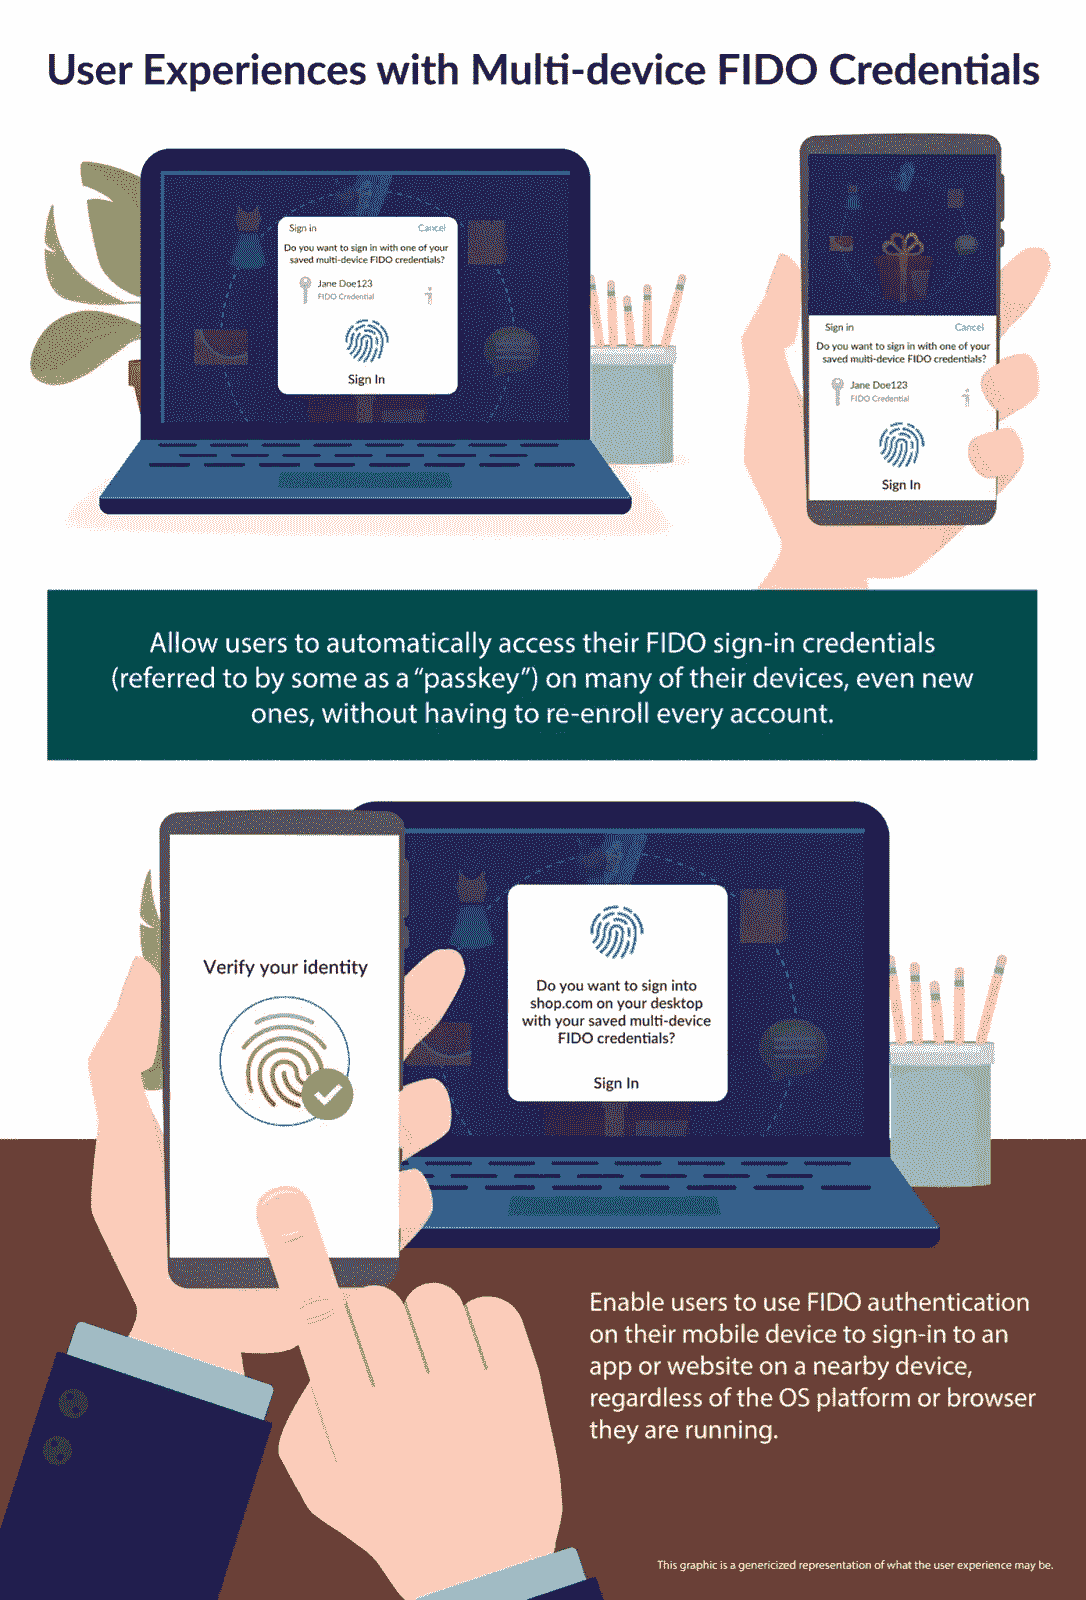 User Experiences with Multi-device FIDO Credentials
Sign in Cancel
Do you want to sign in with one of your
saved multi-device FIDO credentials?
Jane Doe123
FIDO Credential
Sign In
Sign in Cancel
Do you want to sign in with one of your
saved multi-device FIDO credentials?
Jane Doe123
FIDO Credential
Sign In
Allow users to automatically access their FIDO sign-in credentials
(referred to by some as a “passkey”) on many of their devices, even new
ones, without having to re-enroll every account.
Verify your identity
Do you want to sign into
shop.com on your desktop
with your saved multi-device
FIDO credentials?
Sign In
Enable users to use FIDO authentication
on their mobile device to sign-in to an
app or website on a nearby device,
regardless of the OS platform or browser
they are running.
This graphic is a genericized representation of what the user experience may be.